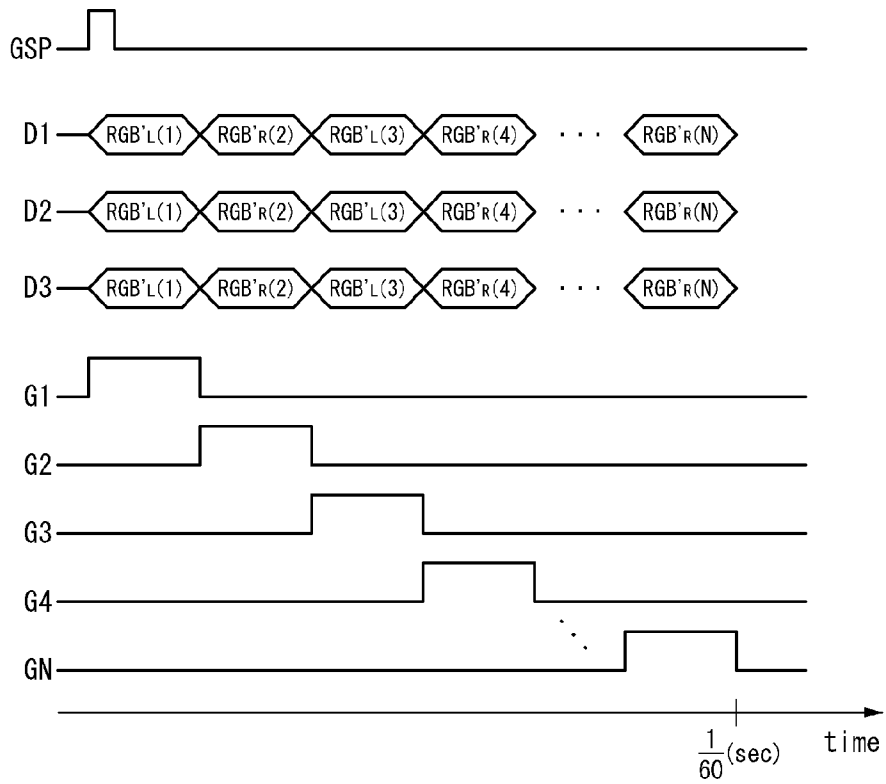 GSP
D1 RGB'L(1) RGB'R(2) RGB'L(3) RGB'R(4) · · · RGB'R(N)
D2 RGB'L(1) RGB'R(2) RGB'L(3) RGB'R(4) · · · RGB'R(N)
D3 RGB'L(1) RGB'R(2) RGB'L(3) RGB'R(4) · · · RGB'R(N)
G1
G2
G3
G4
GN
1/60 (sec)
time